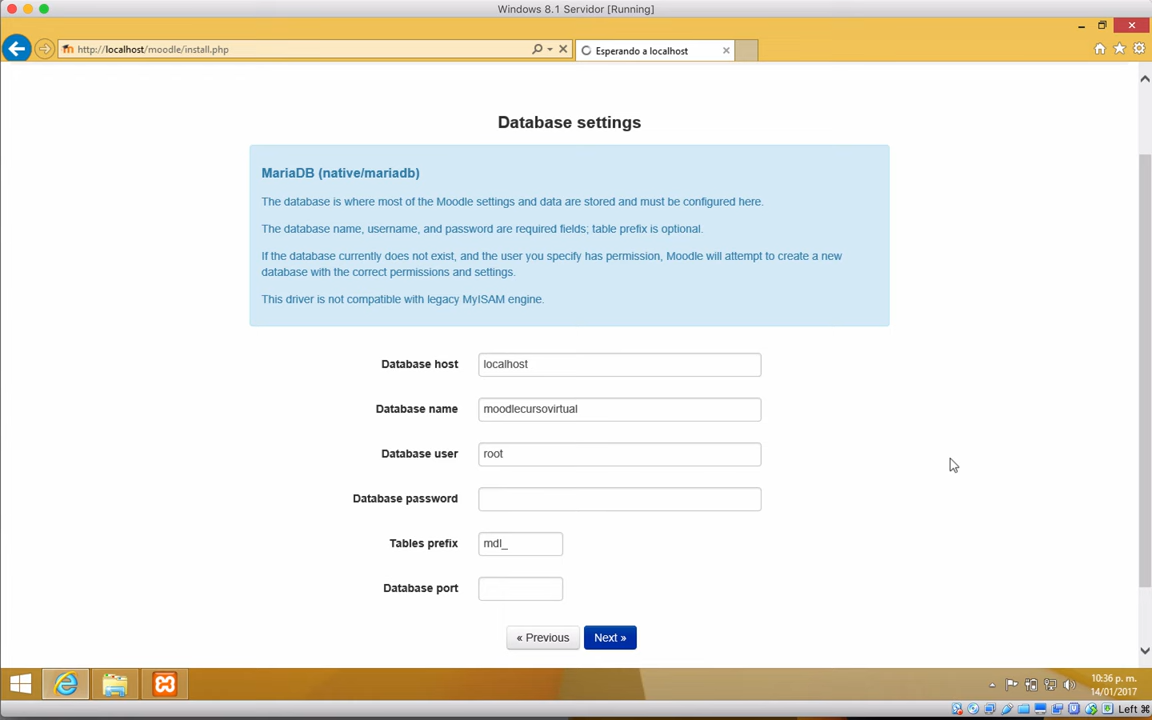 Windows 8.1 Servidor [Running]
http://localhost/moodle/install.php
Esperando a localhost
Database settings
MariaDB (native/mariadb)
The database is where most of the Moodle settings and data are stored and must be configured here.
The database name, username, and password are required fields; table prefix is optional.
If the database currently does not exist, and the user you specify has permission, Moodle will attempt to create a new
database with the correct permissions and settings.
This driver is not compatible with legacy MyISAM engine.
Database host localhost
Database name moodlecursovirtual
Database user root
Database password
Tables prefix mdl_
Database port
« Previous Next »
10:36 p. m.
14/01/2017
Left ⌘